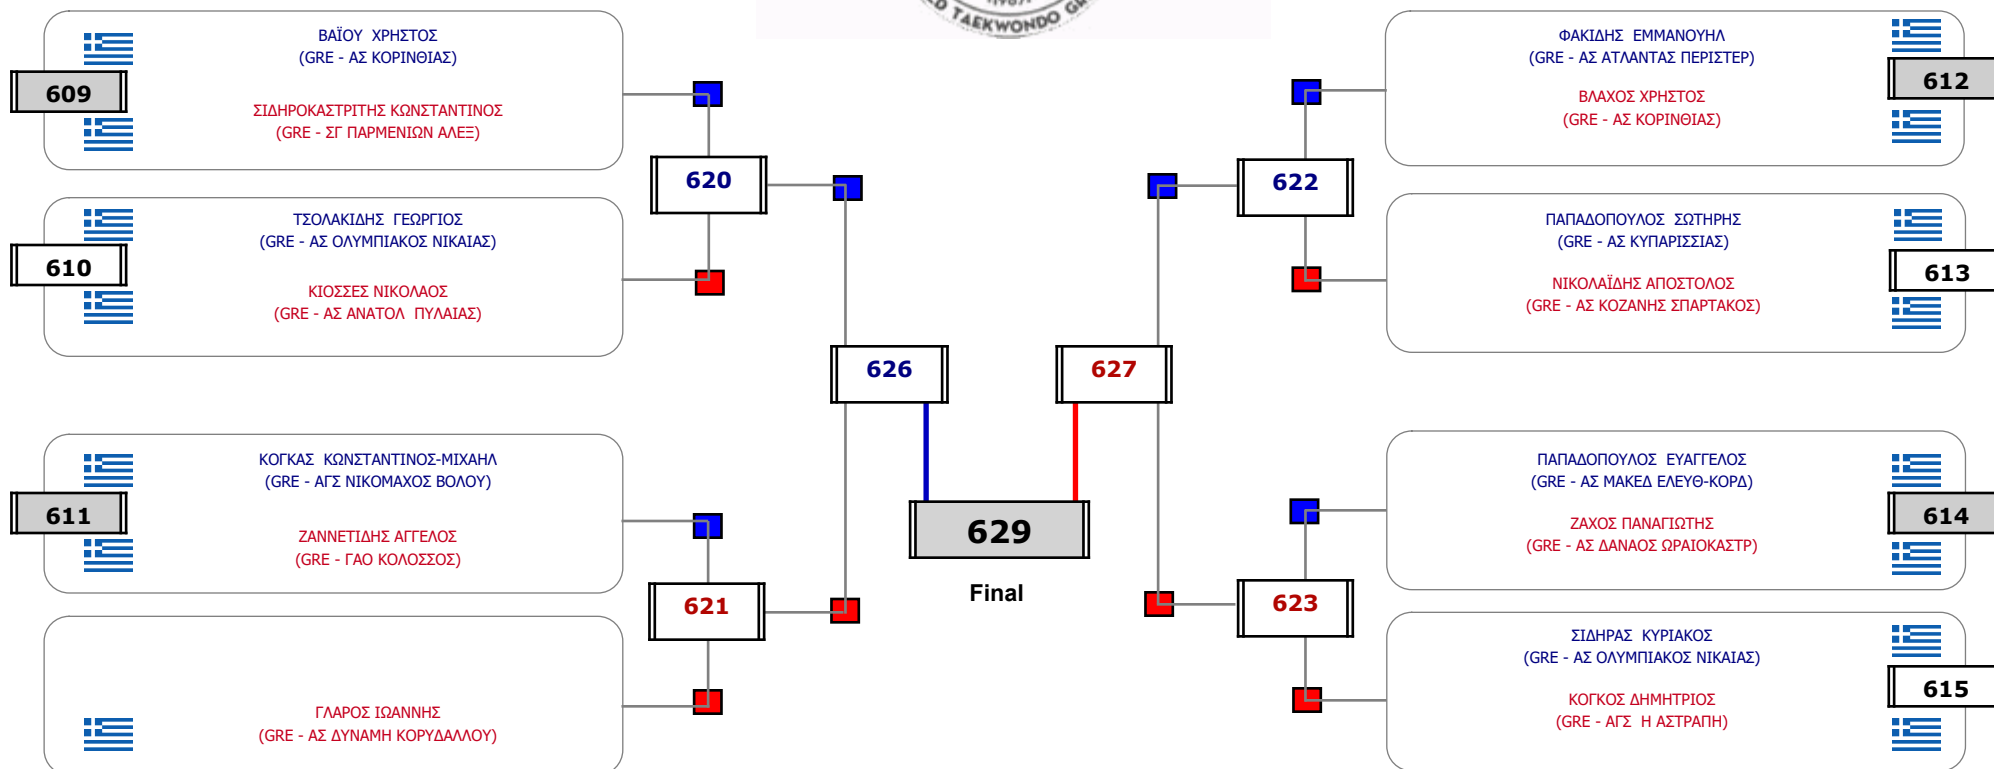 TAEKWONDO
ΒΑΪΟΥ ΧΡΗΣΤΟΣ
(GRE - ΑΣ ΚΟΡΙΝΘΙΑΣ)
609
ΣΙΔΗΡΟΚΑΣΤΡΙΤΗΣ ΚΩΝΣΤΑΝΤΙΝΟΣ
(GRE - ΣΓ ΠΑΡΜΕΝΙΩΝ ΑΛΕΞ)
620
ΤΣΟΛΑΚΙΔΗΣ ΓΕΩΡΓΙΟΣ
(GRE - ΑΣ ΟΛΥΜΠΙΑΚΟΣ ΝΙΚΑΙΑΣ)
610
ΚΙΟΣΣΕΣ ΝΙΚΟΛΑΟΣ
(GRE - ΑΣ ΑΝΑΤΟΛ ΠΥΛΑΙΑΣ)
626
ΚΟΓΚΑΣ ΚΩΝΣΤΑΝΤΙΝΟΣ-ΜΙΧΑΗΛ
(GRE - ΑΓΣ ΝΙΚΟΜΑΧΟΣ ΒΟΛΟΥ)
611
ΖΑΝΝΕΤΙΔΗΣ ΑΓΓΕΛΟΣ
(GRE - ΓΑΟ ΚΟΛΟΣΣΟΣ)
621
ΓΛΑΡΟΣ ΙΩΑΝΝΗΣ
(GRE - ΑΣ ΔΥΝΑΜΗ ΚΟΡΥΔΑΛΛΟΥ)
629
Final
ΦΑΚΙΔΗΣ ΕΜΜΑΝΟΥΗΛ
(GRE - ΑΣ ΑΤΛΑΝΤΑΣ ΠΕΡΙΣΤΕΡ)
612
ΒΛΑΧΟΣ ΧΡΗΣΤΟΣ
(GRE - ΑΣ ΚΟΡΙΝΘΙΑΣ)
622
ΠΑΠΑΔΟΠΟΥΛΟΣ ΣΩΤΗΡΗΣ
(GRE - ΑΣ ΚΥΠΑΡΙΣΣΙΑΣ)
613
ΝΙΚΟΛΑΪΔΗΣ ΑΠΟΣΤΟΛΟΣ
(GRE - ΑΣ ΚΟΖΑΝΗΣ ΣΠΑΡΤΑΚΟΣ)
627
ΠΑΠΑΔΟΠΟΥΛΟΣ ΕΥΑΓΓΕΛΟΣ
(GRE - ΑΣ ΜΑΚΕΔ ΕΛΕΥΘ-ΚΟΡΔ)
614
ΖΑΧΟΣ ΠΑΝΑΓΙΩΤΗΣ
(GRE - ΑΣ ΔΑΝΑΟΣ ΩΡΑΙΟΚΑΣΤΡ)
623
ΣΙΔΗΡΑΣ ΚΥΡΙΑΚΟΣ
(GRE - ΑΣ ΟΛΥΜΠΙΑΚΟΣ ΝΙΚΑΙΑΣ)
615
ΚΟΓΚΟΣ ΔΗΜΗΤΡΙΟΣ
(GRE - ΑΓΣ Η ΑΣΤΡΑΠΗ)